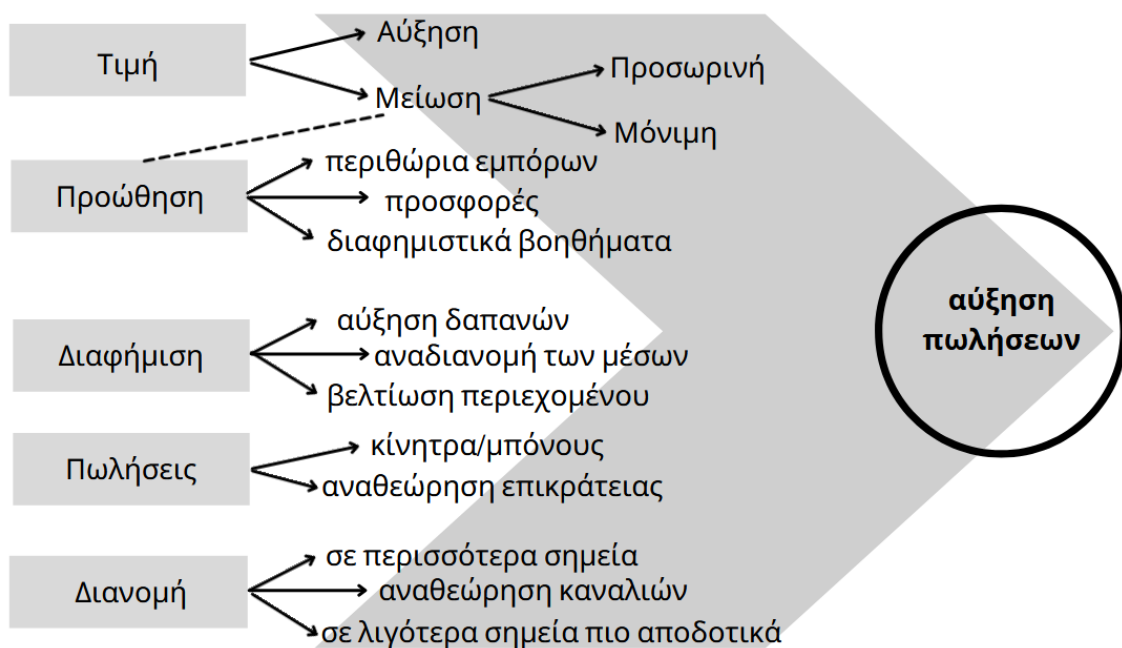 Τιμή
Αύξηση
Μείωση
Προσωρινή
Μόνιμη
Προώθηση
περιθώρια εμπόρων
προσφορές
διαφημιστικά βοηθήματα
Διαφήμιση
αύξηση δαπανών
αναδιανομή των μέσων
βελτίωση περιεχομένου
Πωλήσεις
κίνητρα/μπόνους
αναθεώρηση επικράτειας
Διανομή
σε περισσότερα σημεία
αναθεώρηση καναλιών
σε λιγότερα σημεία πιο αποδοτικά
αύξηση
πωλήσεων